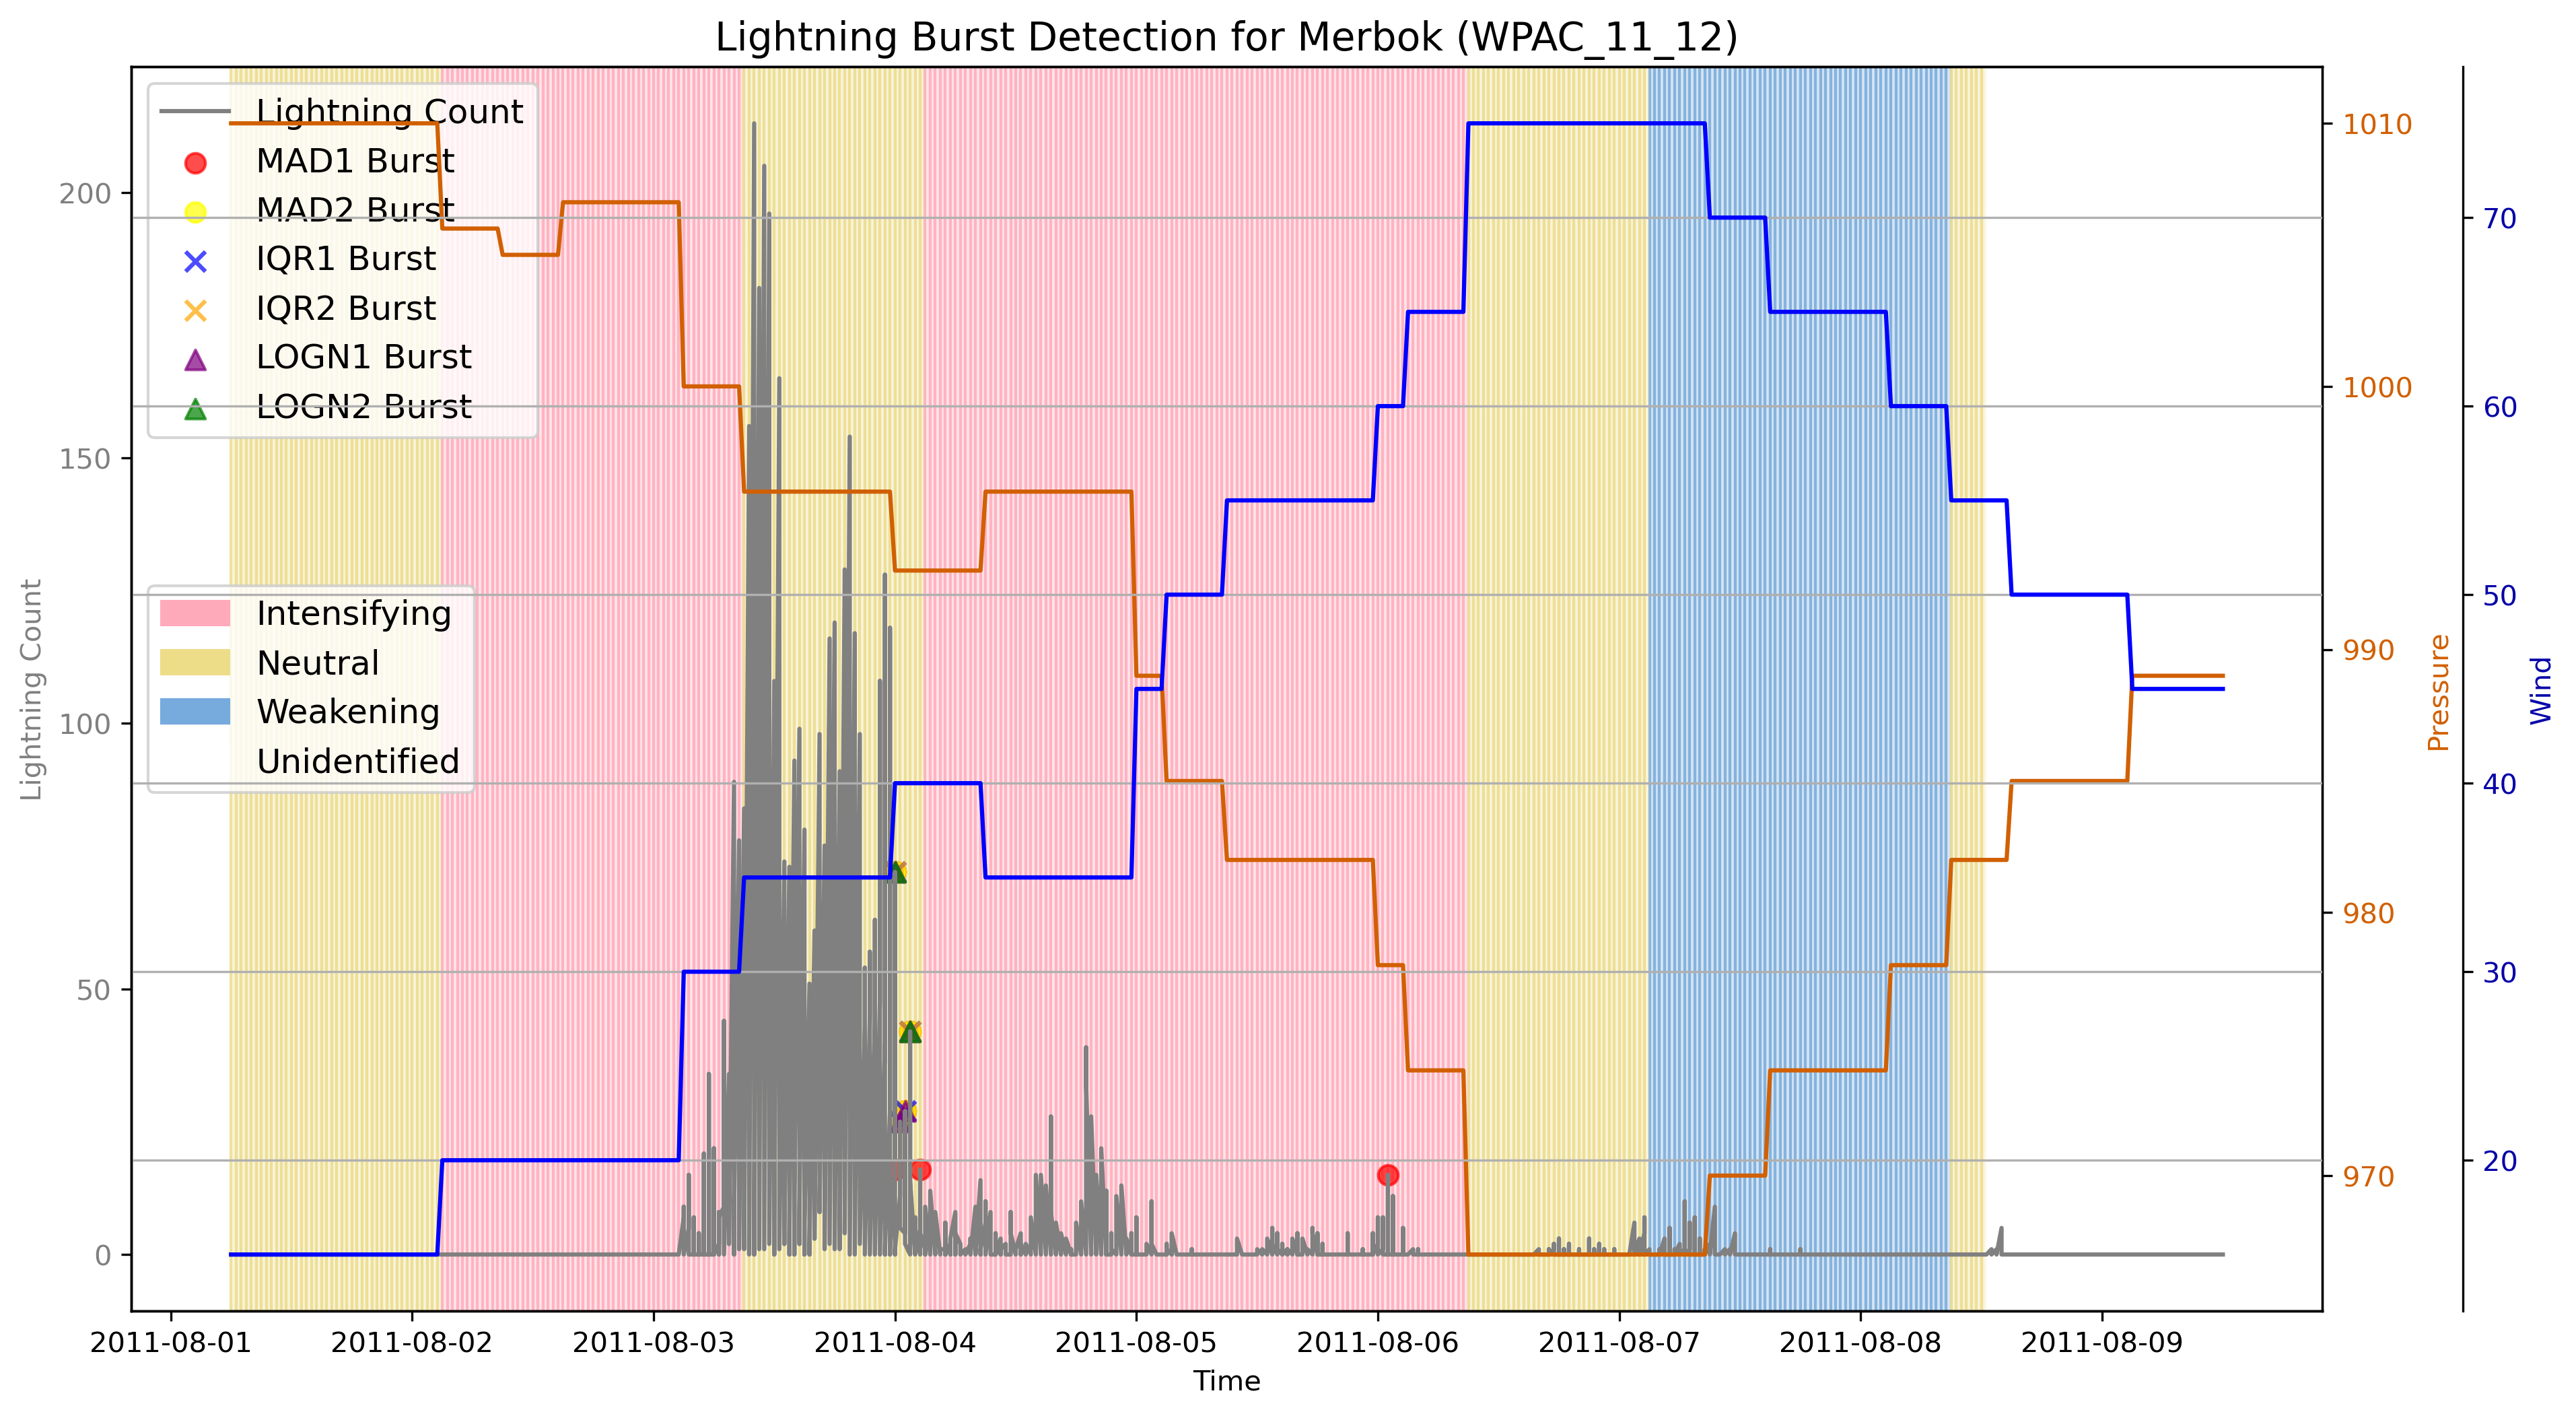 Lightning Burst Detection for Merbok (WPAC_11_12)
Lightning Count
MAD1 Burst
MAD2 Burst
IQR1 Burst
IQR2 Burst
LOGN1 Burst
LOGN2 Burst
Intensifying
Neutral
Weakening
Unidentified
Lightning Count
200
150
100
50
0
1010
1000
990
980
970
Pressure
70
60
50
40
30
20
Wind
2011-08-01
2011-08-02
2011-08-03
2011-08-04
2011-08-05
2011-08-06
2011-08-07
2011-08-08
2011-08-09
Time